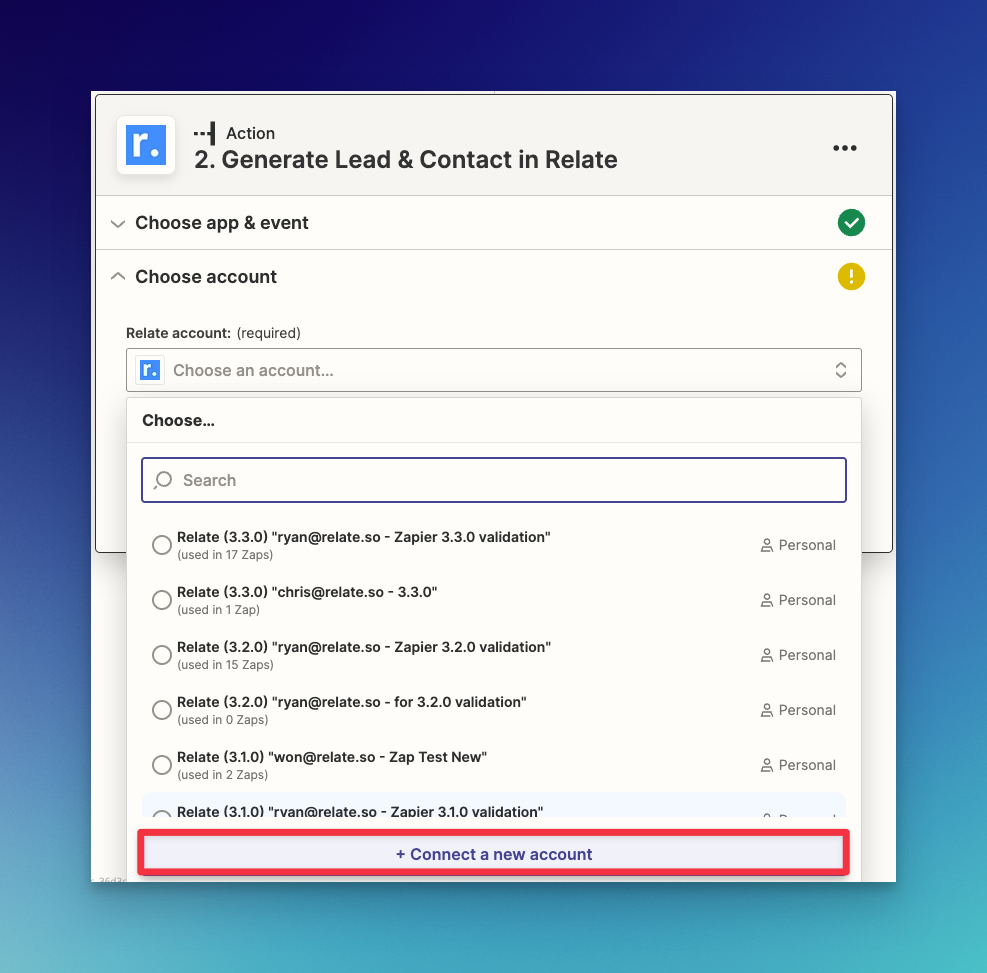 r.
Action
2. Generate Lead & Contact in Relate
Choose app & event
Choose account
!
Relate account: (required)
r. Choose an account...
Choose...
Search
Relate (3.3.0) "ryan@relate.so - Zapier 3.3.0 validation"
(used in 17 Zaps)
Personal
Relate (3.3.0) "chris@relate.so - 3.3.0"
(used in 1 Zap)
Personal
Relate (3.2.0) "ryan@relate.so - Zapier 3.2.0 validation"
(used in 15 Zaps)
Personal
Relate (3.2.0) "ryan@relate.so - for 3.2.0 validation"
(used in 0 Zaps)
Personal
Relate (3.1.0) "won@relate.so - Zap Test New"
(used in 2 Zaps)
Personal
Relate (3.1.0) "ryan@relate.so - Zapier 3.1.0 validation"
+ Connect a new account